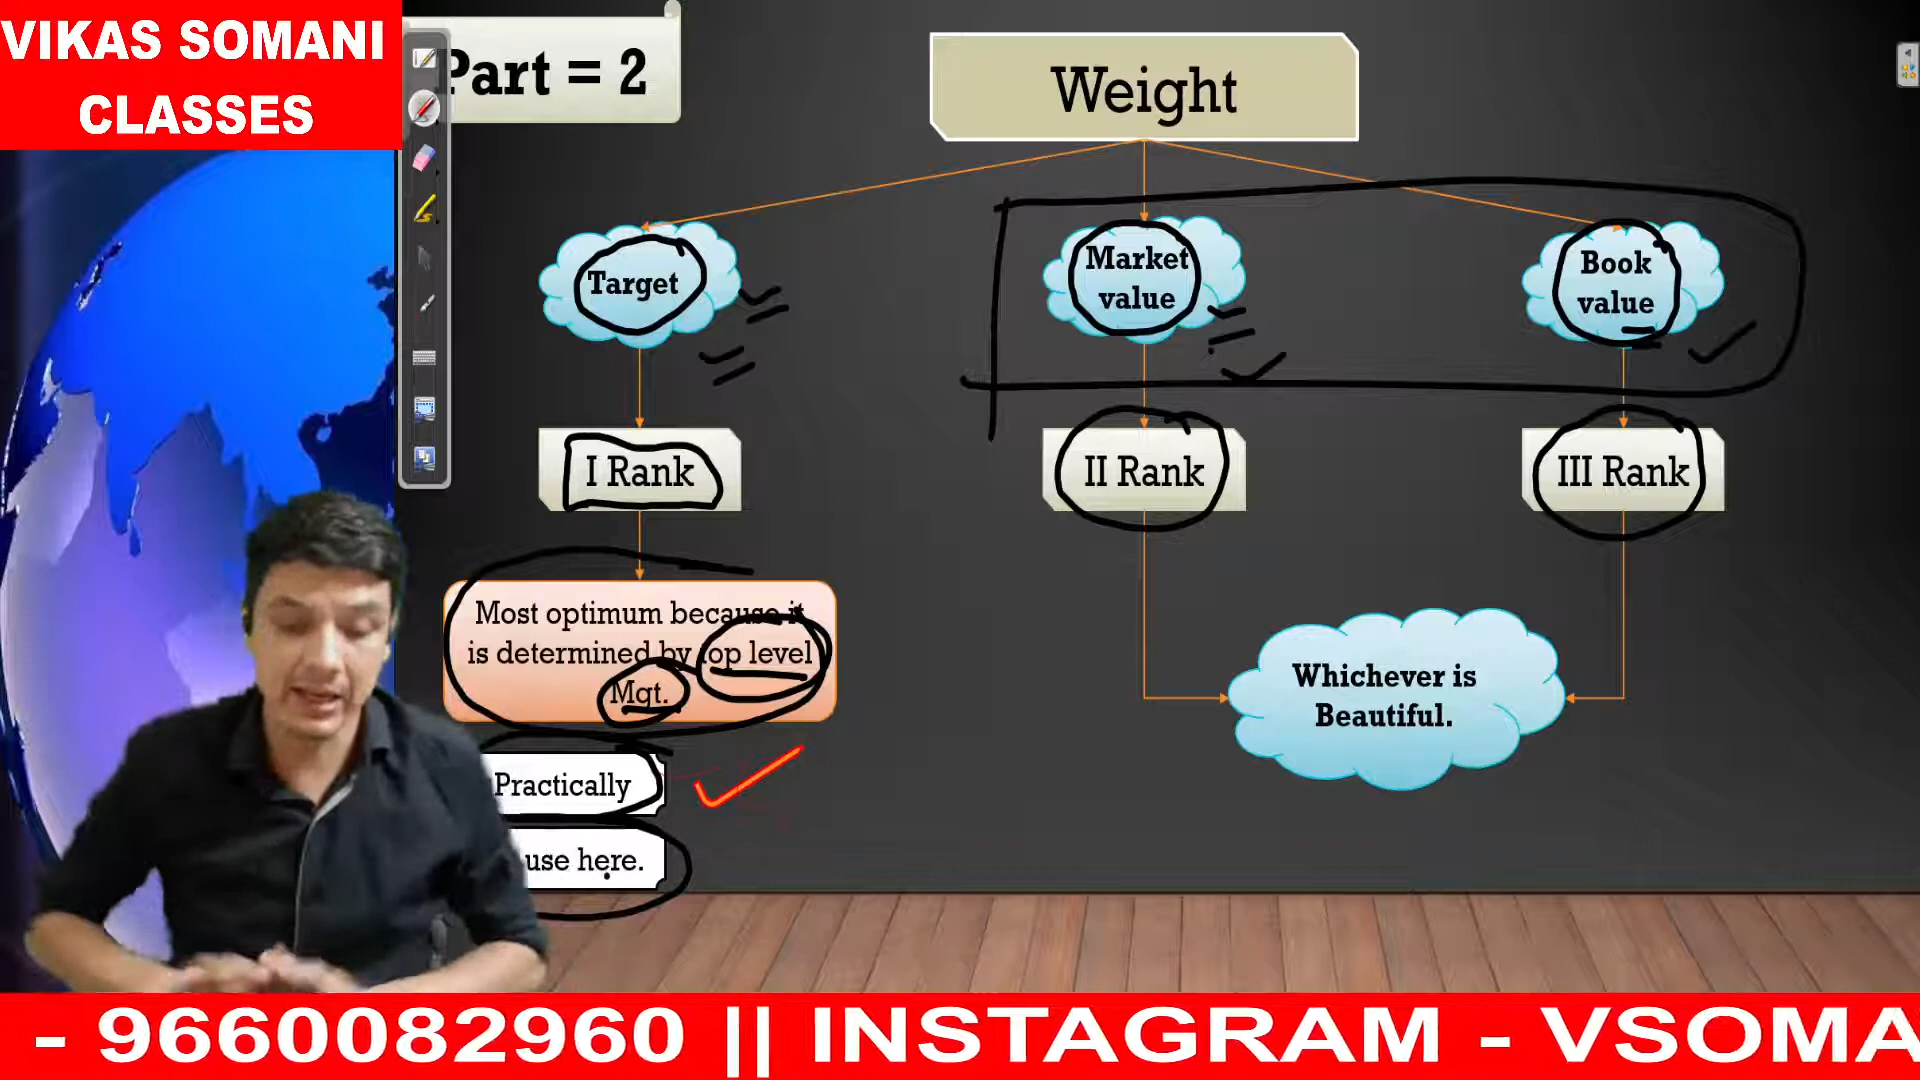 VIKAS SOMANI
CLASSES
Part = 2
Weight
Target
Market
value
Book
value
I Rank
II Rank
III Rank
Most optimum because it
is determined by top level
Mgt.
Practically
use here.
Whichever is
Beautiful.
- 9660082960 || INSTAGRAM - VSOMA